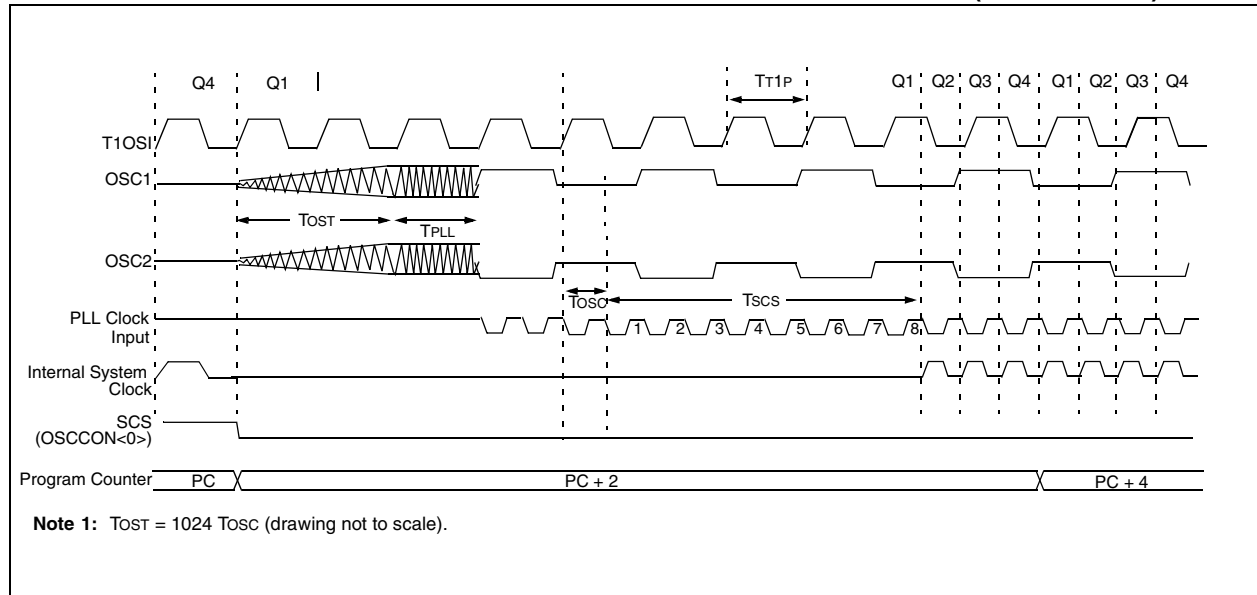 Q4 Q1 TT1P Q1 Q2 Q3 Q4 Q1 Q2 Q3 Q4
T1OSI
OSC1
TOST TPLL
OSC2
TOSC TSCS
PLL Clock 1 2 3 4 5 6 7 8
Input
Internal System
Clock
SCS
(OSCCON<0>)
Program Counter PC PC + 2 PC + 4
Note 1: TOST = 1024 TOSC (drawing not to scale).